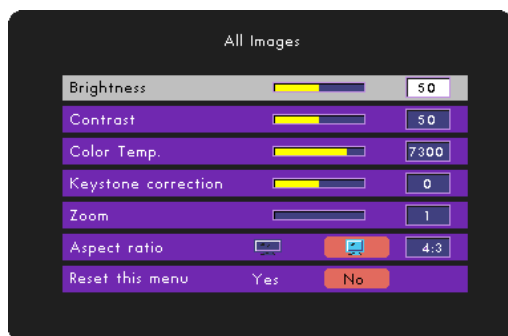 All Images
Brightness 50
Contrast 50
Color Temp. 7300
Keystone correction 0
Zoom 1
Aspect ratio 4:3
Reset this menu Yes No